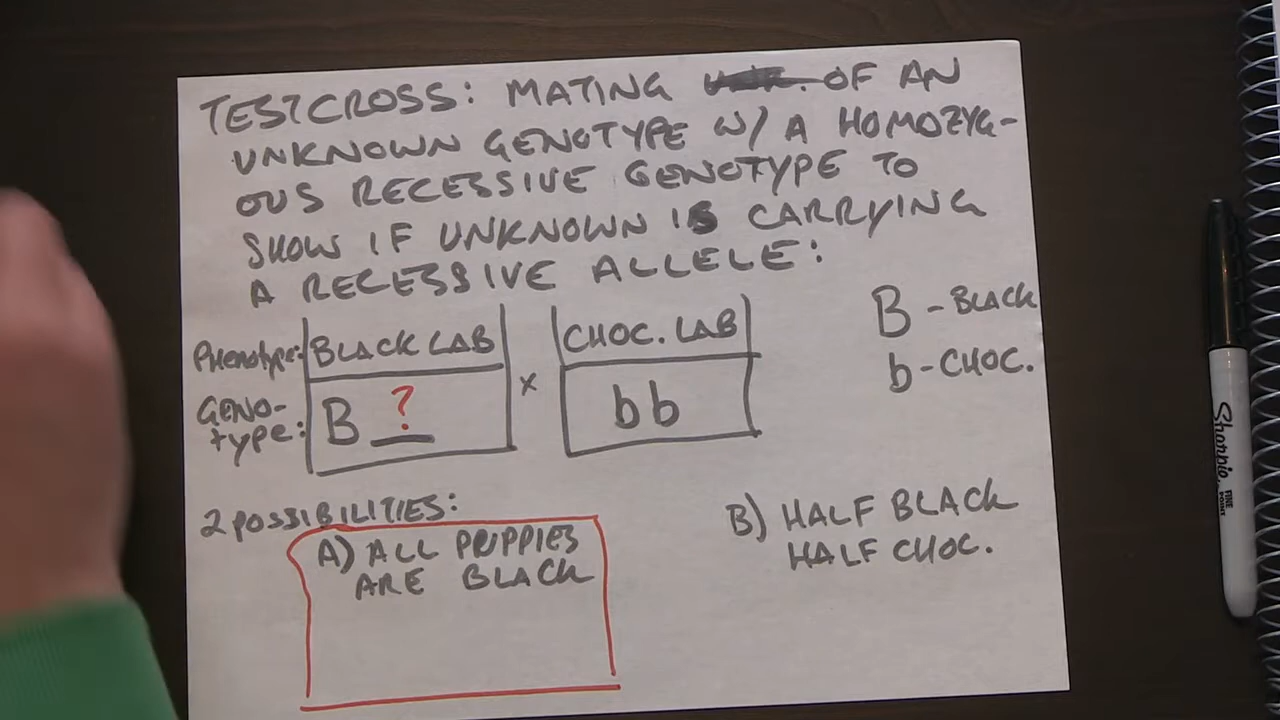 TESTCROSS: MATING OF AN
UNKNOWN GENOTYPE W/ A HOMOZYG-
OUS RECESSIVE GENOTYPE TO
SHOW IF UNKNOWN IS CARRYING
A RECESSIVE ALLELE:
Phenotype: BLACK LAB CHOC. LAB
GENO-
type: B ? x bb
B - BLACK
b - CHOC.
2 POSSIBILITIES:
A) ALL PUPPIES
ARE BLACK
B) HALF BLACK
HALF CHOC.
Sharpie
FINE
POINT